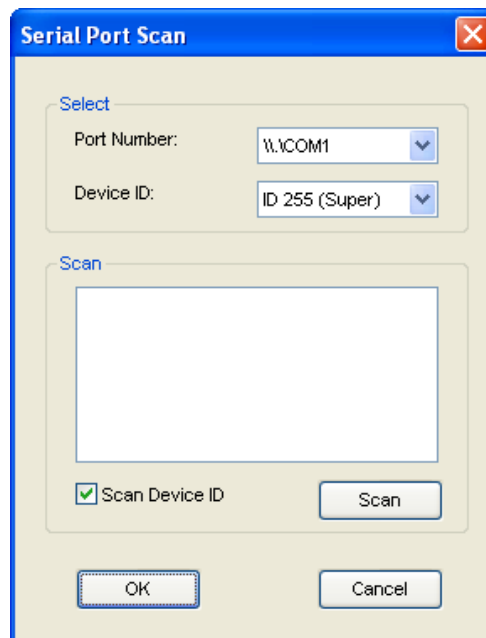 Serial Port Scan
Select
Port Number:
\\.\COM1
Device ID:
ID 255 (Super)
Scan
Scan Device ID
Scan
OK
Cancel